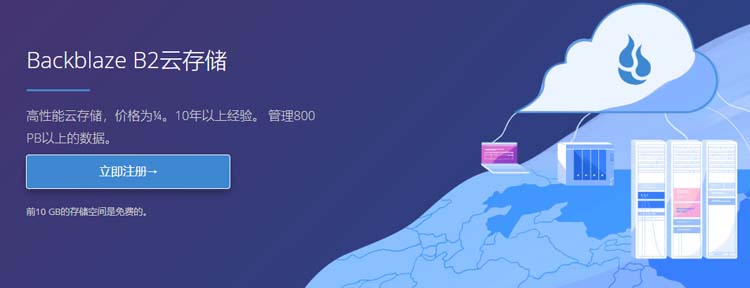 Backblaze B2云存储
高性能云存储，价格为¼。10年以上经验。 管理800
PB以上的数据。
立即注册→
前10 GB的存储空间是免费的。